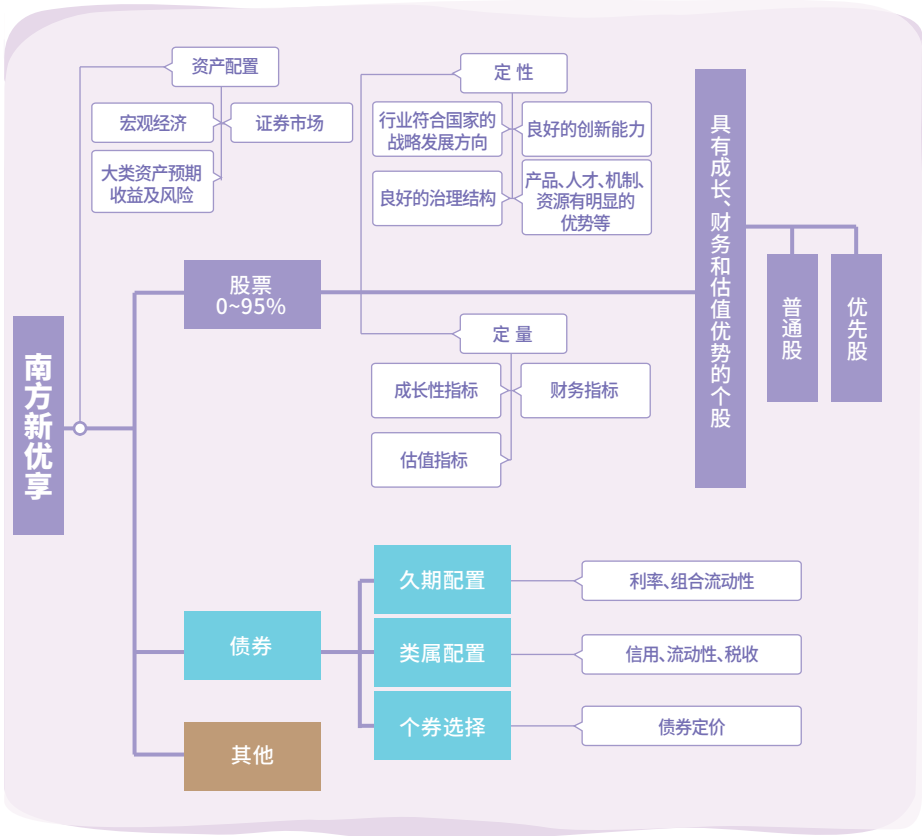 南方新优享
资产配置
宏观经济
证券市场
大类资产预期
收益及风险
股票
0~95%
定 性
行业符合国家的
战略发展方向
良好的创新能力
良好的治理结构
产品、人才、机制、
资源有明显的
优势等
定 量
成长性指标
财务指标
估值指标
具有成长、财务和估值优势的个股
普通股
优先股
债券
久期配置
利率、组合流动性
类属配置
信用、流动性、税收
个券选择
债券定价
其他